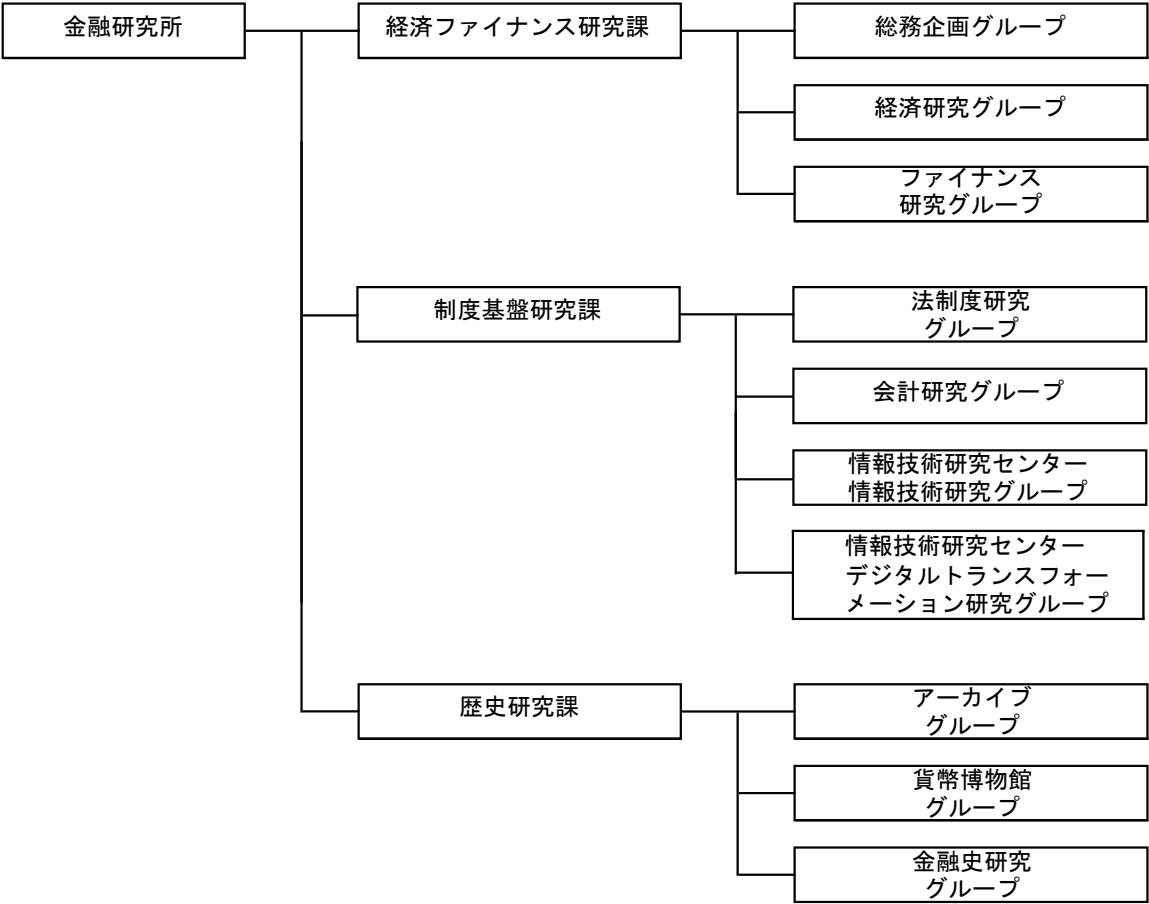 金融研究所
経済ファイナンス研究課
総務企画グループ
経済研究グループ
ファイナンス
研究グループ
制度基盤研究課
法制度研究
グループ
会計研究グループ
情報技術研究センター
情報技術研究グループ
情報技術研究センター
デジタルトランスフォー
メーション研究グループ
歴史研究課
アーカイブ
グループ
貨幣博物館
グループ
金融史研究
グループ